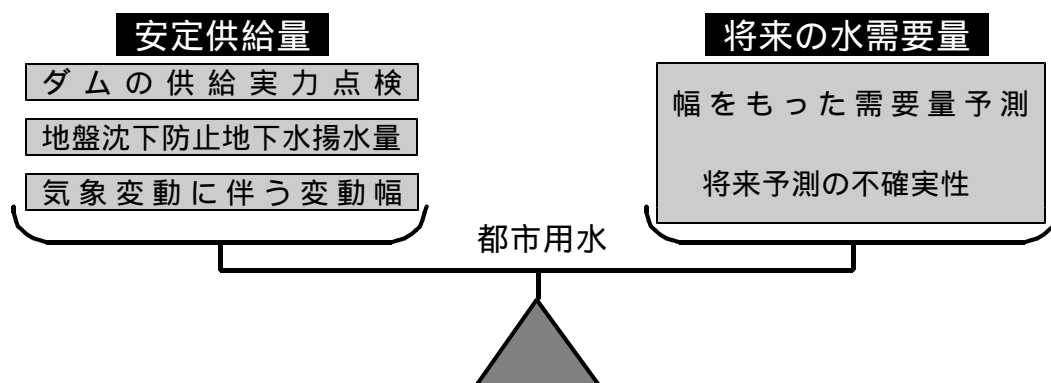 安定供給量
ダムの供給実力点検
地盤沈下防止地下水揚水量
気象変動に伴う変動幅
将来の水需要量
幅をもった需要量予測
将来予測の不確実性
都市用水